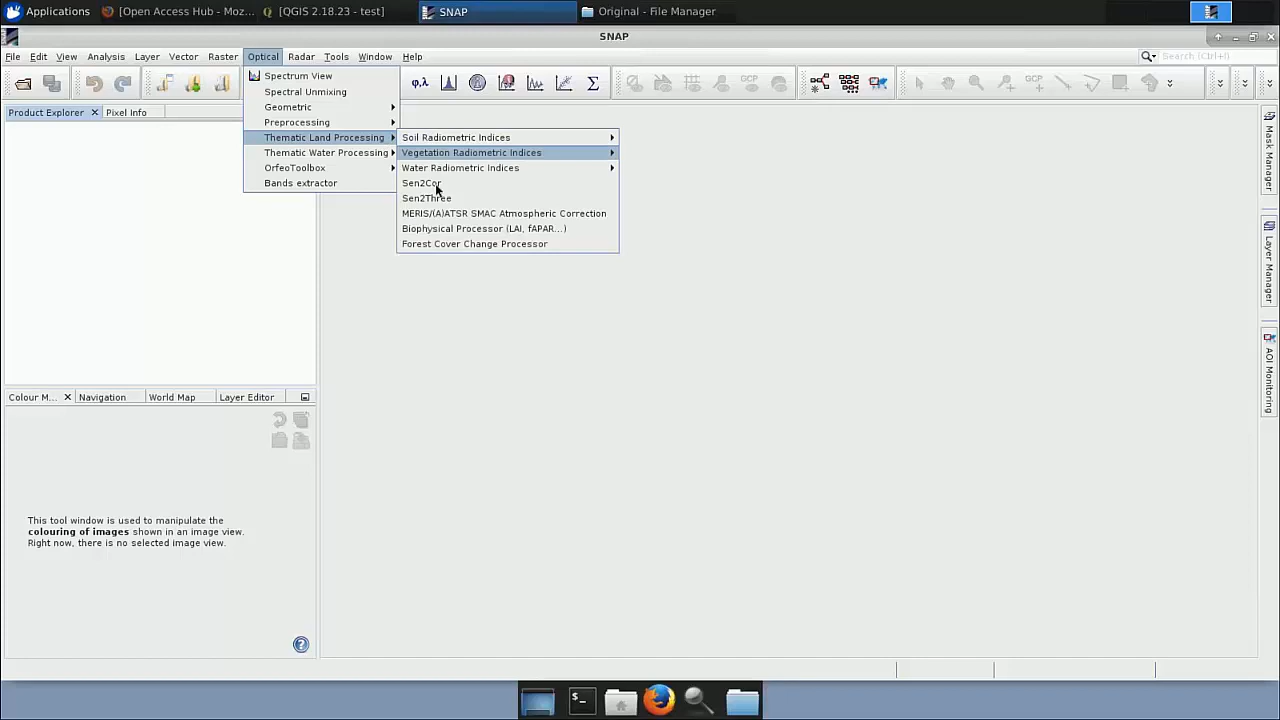 Applications
[Open Access Hub - Moz...
[QGIS 2.18.23 - test]
SNAP
Original - File Manager
SNAP
File Edit View Analysis Layer Vector Raster Optical Radar Tools Window Help
Search (Ctrl+I)
φ,λ
Σ
GCP
GCP
Product Explorer
Pixel Info
Spectrum View
Spectral Unmixing
Geometric
Preprocessing
Thematic Land Processing
Thematic Water Processing
OrfeoToolbox
Bands extractor
Soil Radiometric Indices
Vegetation Radiometric Indices
Water Radiometric Indices
Sen2Cor
Sen2Three
MERIS/(A)ATSR SMAC Atmospheric Correction
Biophysical Processor (LAI, fAPAR...)
Forest Cover Change Processor
Mask Manager
Layer Manager
AOI Monitoring
Colour M...
Navigation
World Map
Layer Editor
This tool window is used to manipulate the
colouring of images shown in an image view.
Right now, there is no selected image view.